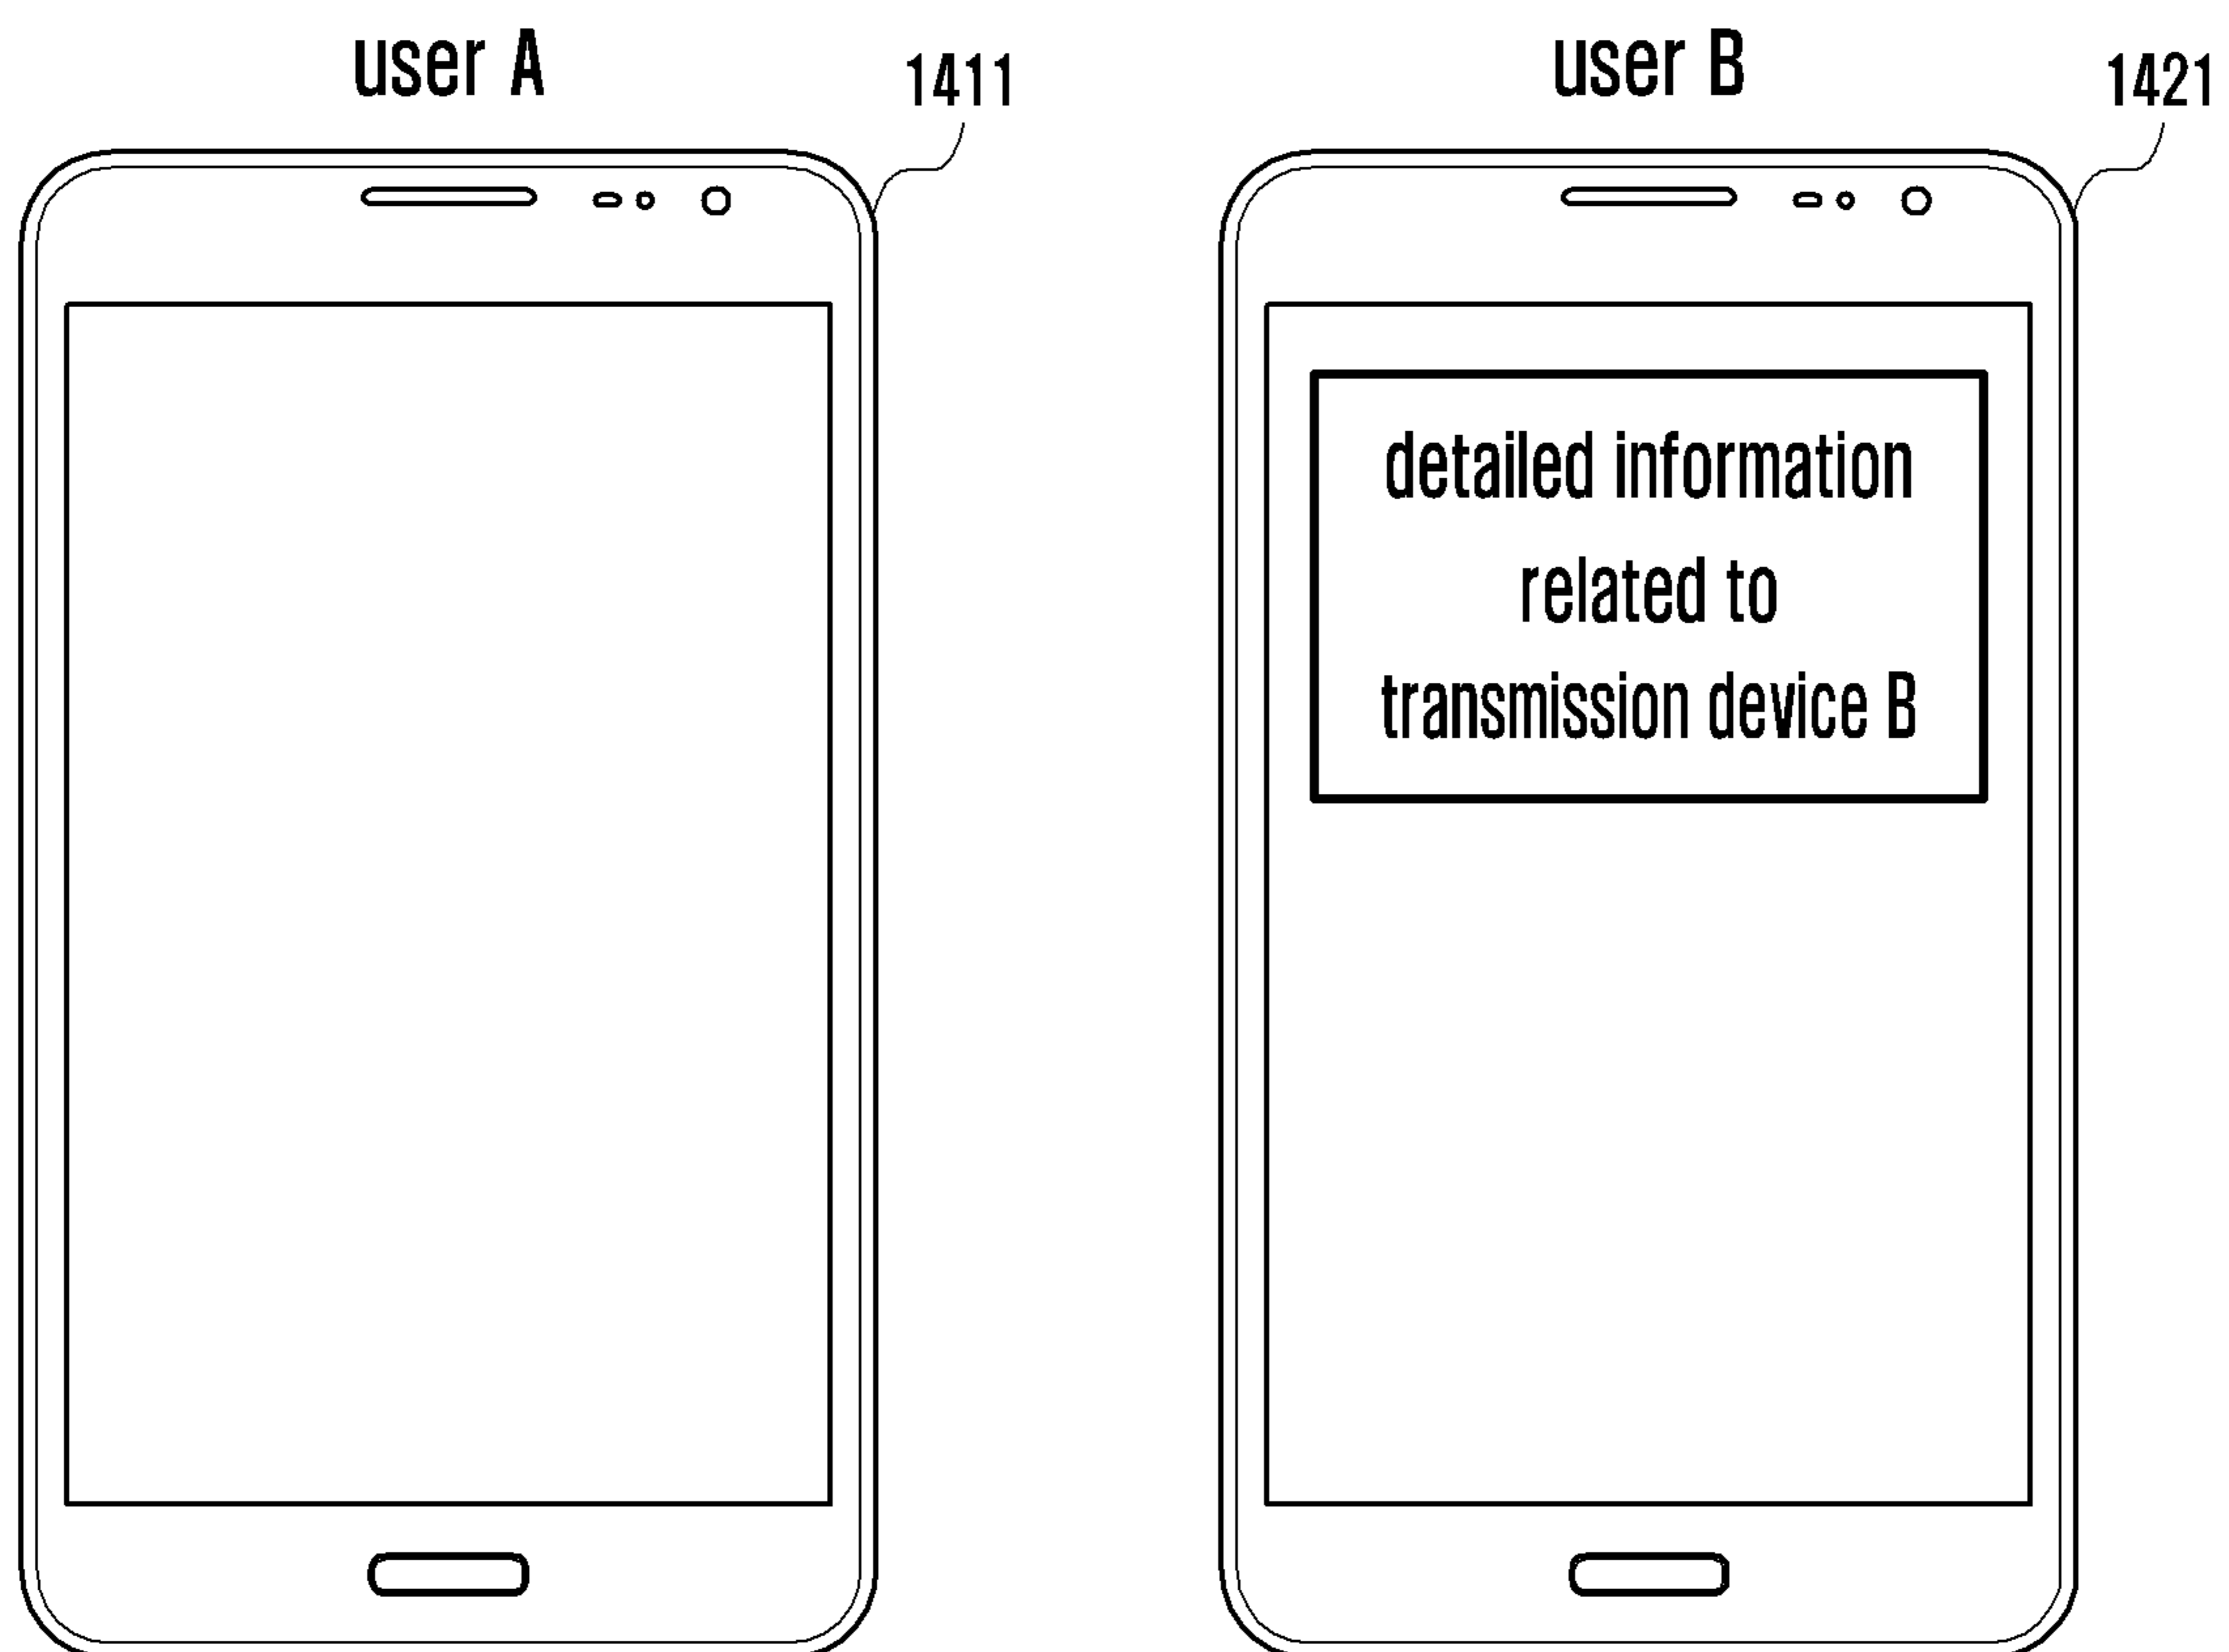 user A
1411
user B
1421
detailed information
related to
transmission device B